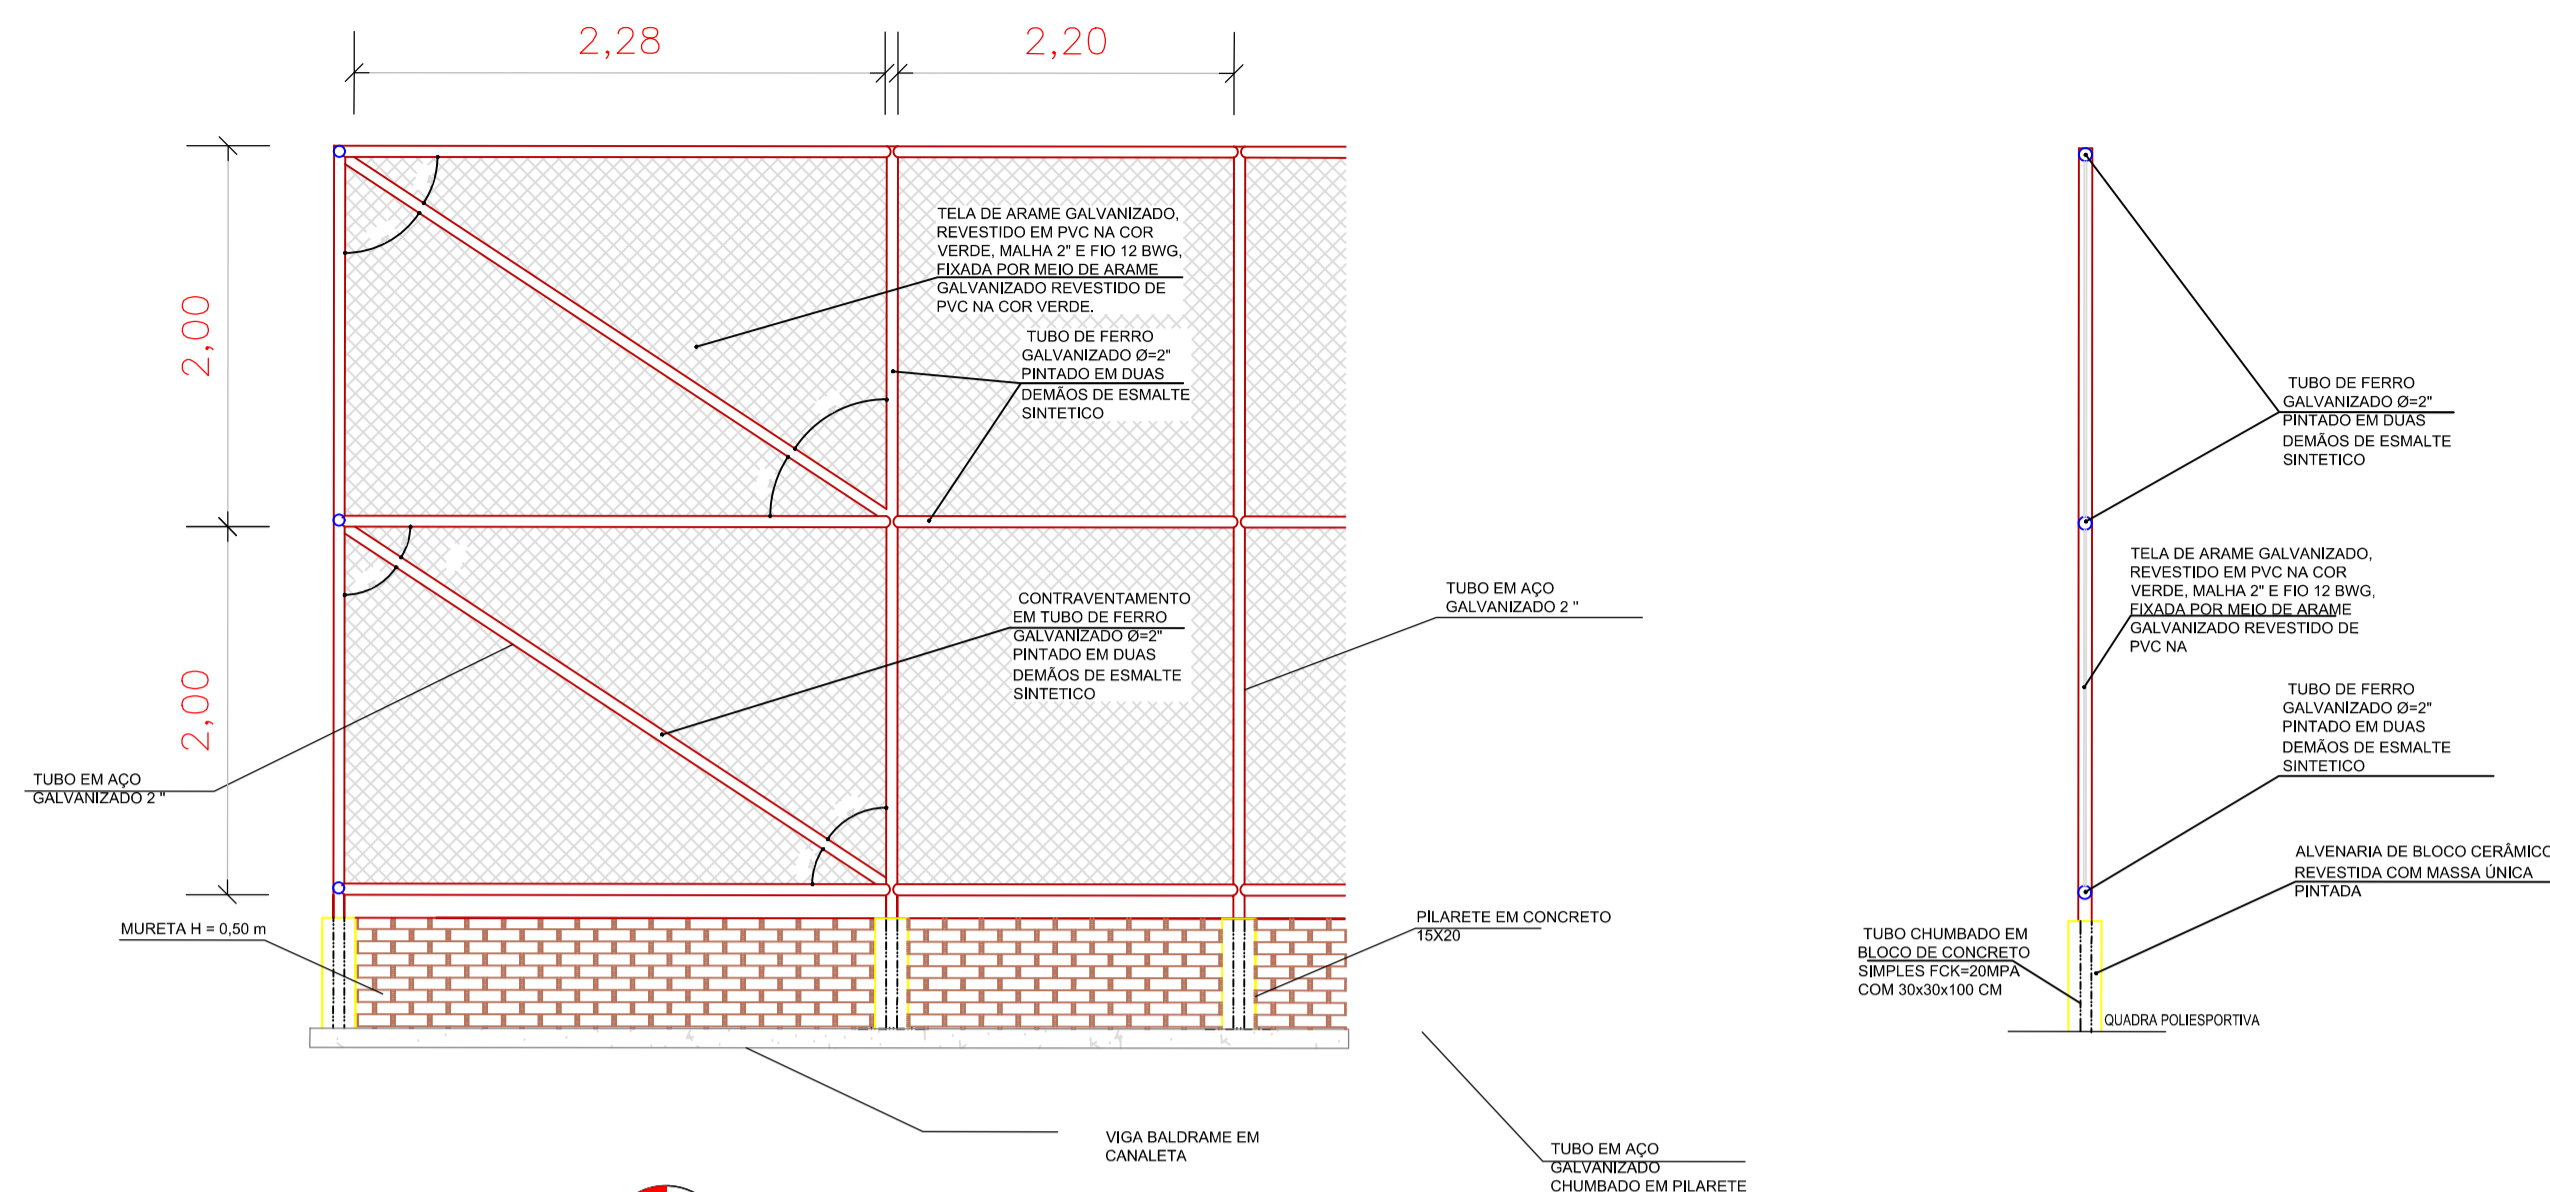 2,28
2,20
2,00
2,00
TELA DE ARAME GALVANIZADO,
REVESTIDO EM PVC NA COR
VERDE, MALHA 2" E FIO 12 BWG,
FIXADA POR MEIO DE ARAME
GALVANIZADO REVESTIDO DE
PVC NA COR VERDE.
TUBO DE FERRO
GALVANIZADO Ø=2"
PINTADO EM DUAS
DEMÃOS DE ESMALTE
SINTETICO
CONTRAVENTAMENTO
EM TUBO DE FERRO
GALVANIZADO Ø=2"
PINTADO EM DUAS
DEMÃOS DE ESMALTE
SINTETICO
TUBO EM AÇO
GALVANIZADO 2 "
TUBO EM AÇO
GALVANIZADO 2 "
MURETA H = 0,50 m
PILARETE EM CONCRETO
15X20
VIGA BALDRAME EM
CANALETA
TUBO EM AÇO
GALVANIZADO
CHUMBADO EM PILARETE
TUBO DE FERRO
GALVANIZADO Ø=2"
PINTADO EM DUAS
DEMÃOS DE ESMALTE
SINTETICO
TELA DE ARAME GALVANIZADO,
REVESTIDO EM PVC NA COR
VERDE, MALHA 2" E FIO 12 BWG,
FIXADA POR MEIO DE ARAME
GALVANIZADO REVESTIDO DE
PVC NA
TUBO DE FERRO
GALVANIZADO Ø=2"
PINTADO EM DUAS
DEMÃOS DE ESMALTE
SINTETICO
ALVENARIA DE BLOCO CERÂMICO
REVESTIDA COM MASSA ÚNICA
PINTADA
TUBO CHUMBADO EM
BLOCO DE CONCRETO
SIMPLES FCK=20MPA
COM 30x30x100 CM
QUADRA POLIESPORTIVA